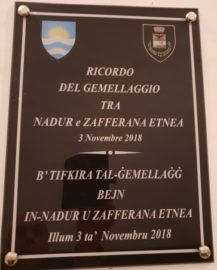 RICORDO
DEL GEMELLAGGIO
TRA
NADUR e ZAFFERANA ETNEA
3 Novembre 2018
B' TIFKIRA TAL-ĠEMELLAĠĠ
BEJN
IN-NADUR U ZAFFERANA ETNEA
Illum 3 ta' Novembru 2018